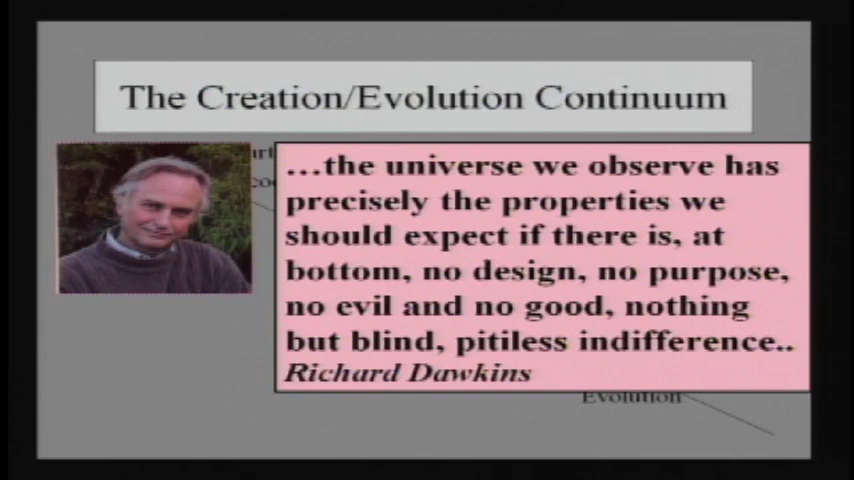 The Creation/Evolution Continuum
…the universe we observe has
precisely the properties we
should expect if there is, at
bottom, no design, no purpose,
no evil and no good, nothing
but blind, pitiless indifference..
Richard Dawkins
Evolution